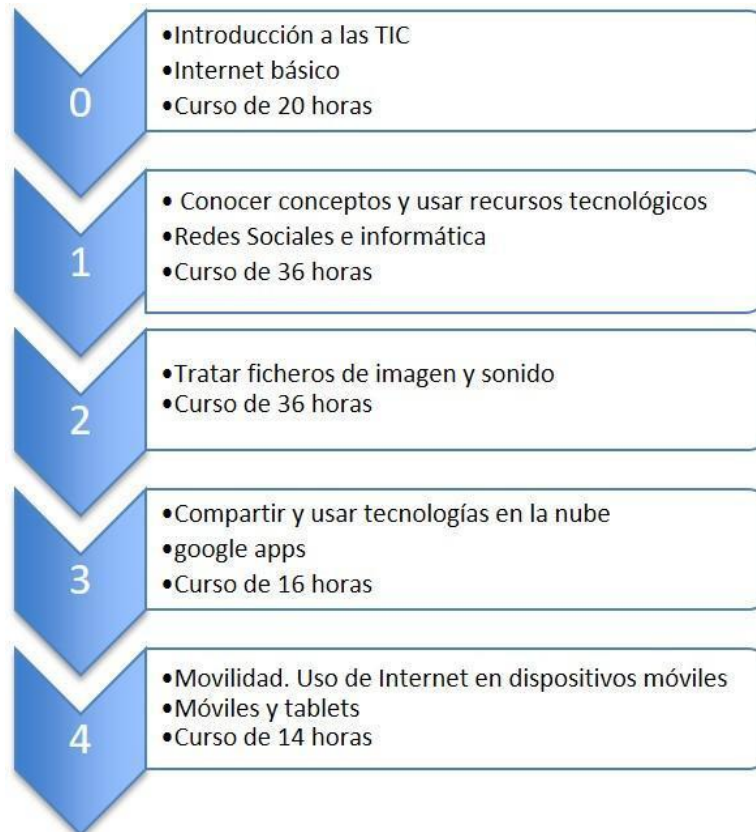 0
•Introducción a las TIC
•Internet básico
•Curso de 20 horas
1
• Conocer conceptos y usar recursos tecnológicos
•Redes Sociales e informática
•Curso de 36 horas
2
•Tratar ficheros de imagen y sonido
•Curso de 36 horas
3
•Compartir y usar tecnologías en la nube
•google apps
•Curso de 16 horas
4
•Movilidad. Uso de Internet en dispositivos móviles
•Móviles y tablets
•Curso de 14 horas